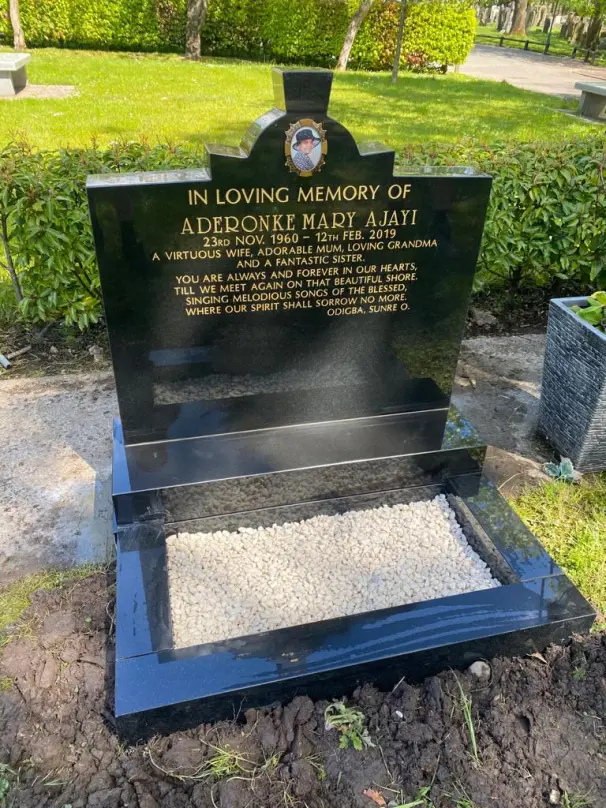 IN LOVING MEMORY OF
ADERONKE MARY AJAYI
23RD NOV. 1960 – 12TH FEB. 2019
A VIRTUOUS WIFE, ADORABLE MUM, LOVING GRANDMA
AND A FANTASTIC SISTER.
YOU ARE ALWAYS AND FOREVER IN OUR HEARTS,
TILL WE MEET AGAIN ON THAT BEAUTIFUL SHORE.
SINGING MELODIOUS SONGS OF THE BLESSED.
WHERE OUR SPIRIT SHALL SORROW NO MORE.
ODIGBA, SUNRE O.